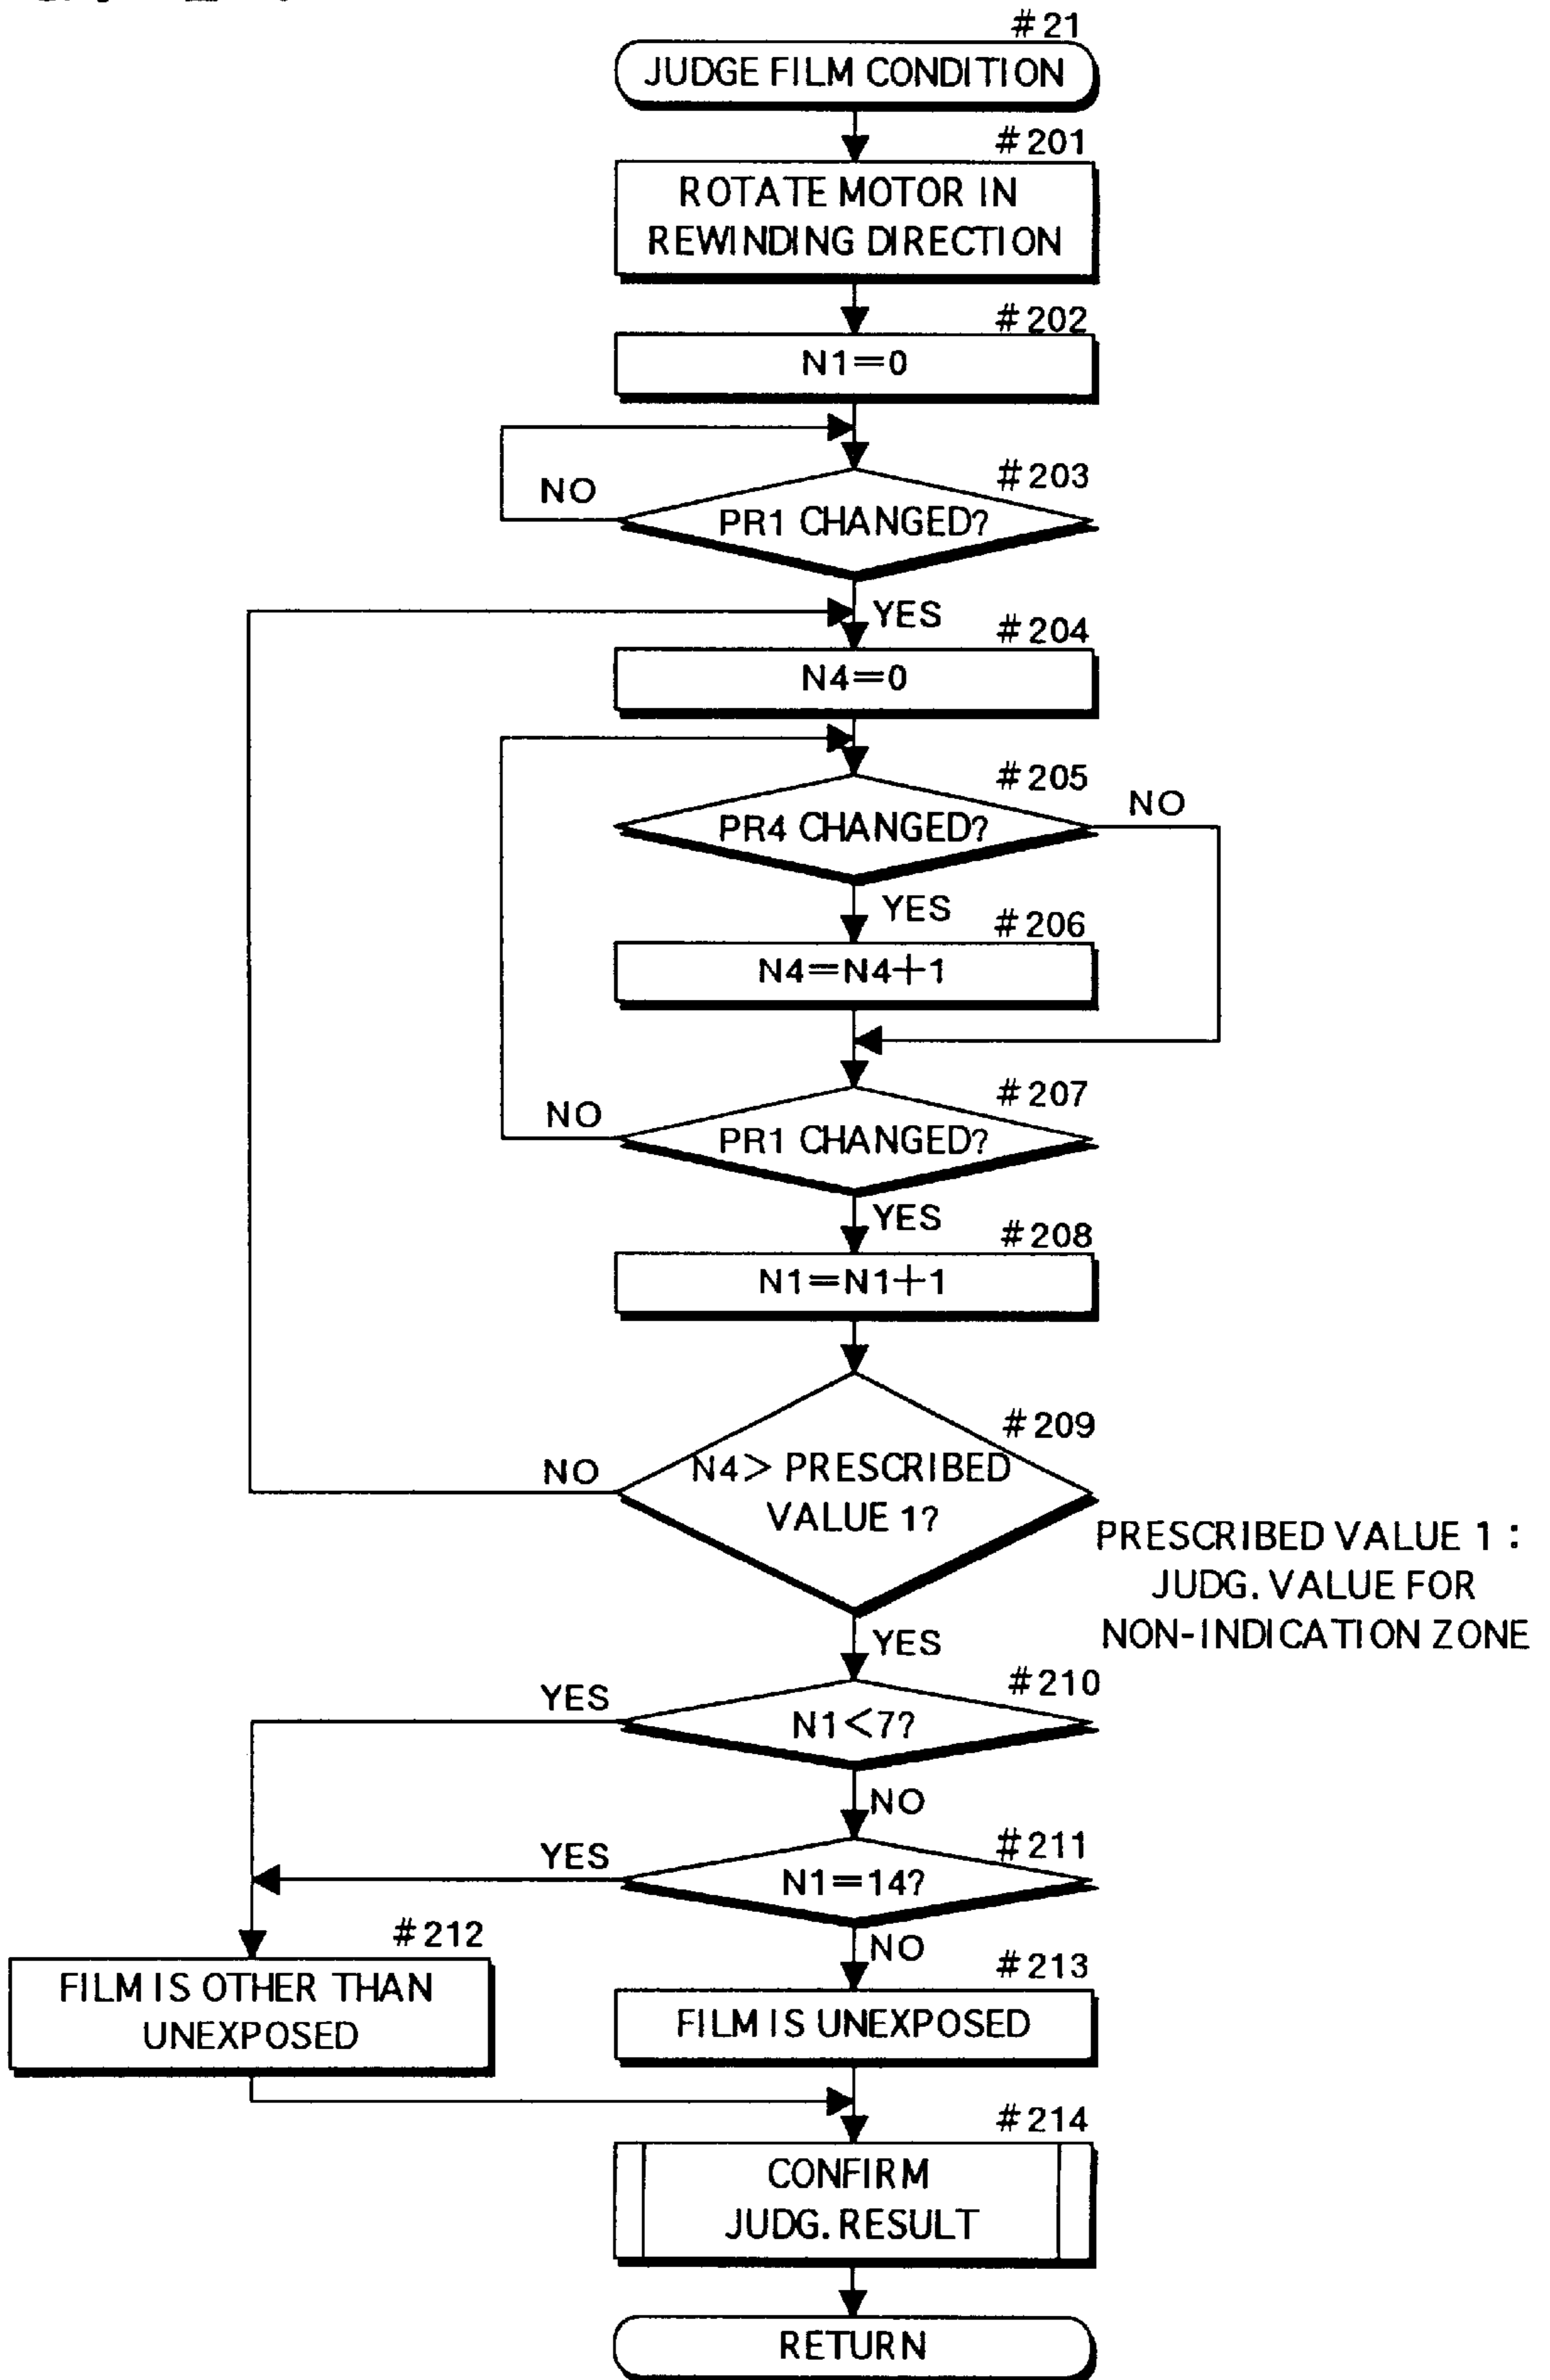 #21
JUDGE FILM CONDITION
#201
ROTATE MOTOR IN
REWINDING DIRECTION
#202
N1=0
#203
NO
PR1 CHANGED?
YES
#204
N4=0
#205
NO
PR4 CHANGED?
YES
#206
N4=N4+1
#207
NO
PR1 CHANGED?
YES
#208
N1=N1+1
#209
NO
N4> PRESCRIBED
VALUE 1?
PRESCRIBED VALUE 1 :
JUDG. VALUE FOR
NON-INDICATION ZONE
YES
#210
YES
N1<7?
NO
#211
YES
N1=14?
NO
#212
FILM IS OTHER THAN
UNEXPOSED
#213
FILM IS UNEXPOSED
#214
CONFIRM
JUDG. RESULT
RETURN